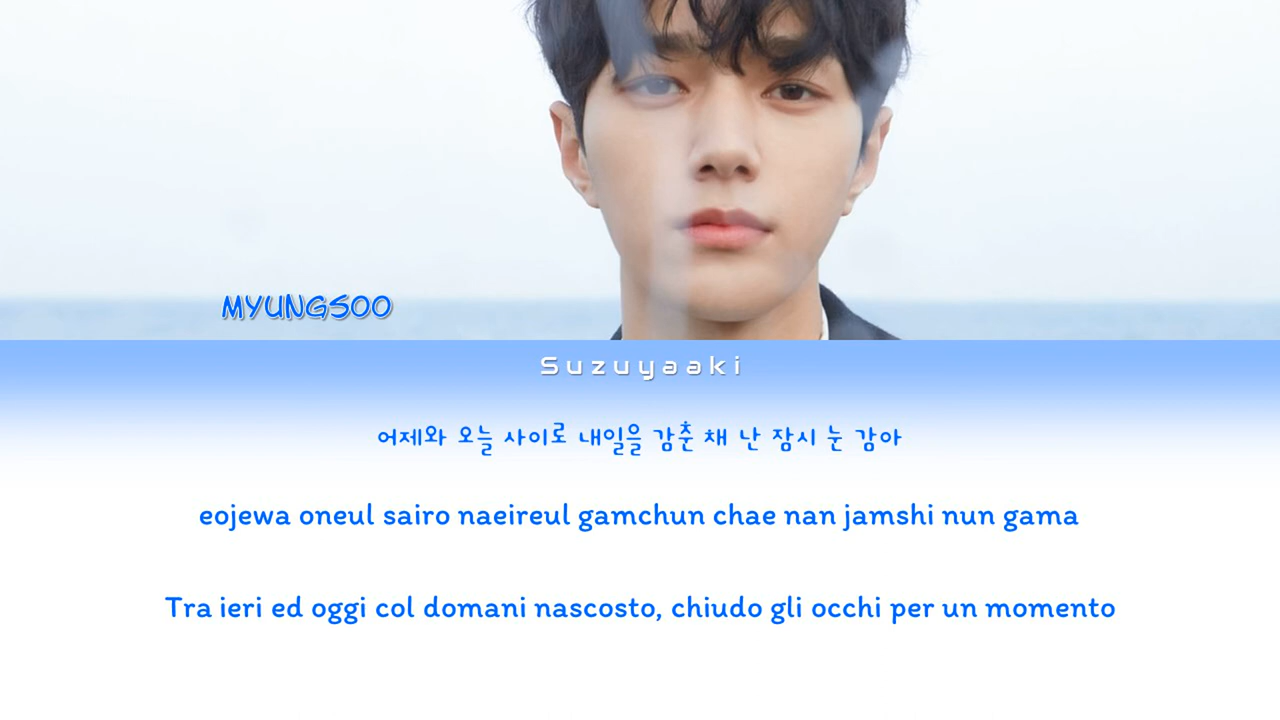 MYUNGSOO
Suzuyaaki
어제와 오늘 사이로 내일을 감춘 채 난 잠시 눈 감아
eojewa oneul sairo naeireul gamchun chae nan jamshi nun gama
Tra ieri ed oggi col domani nascosto, chiudo gli occhi per un momento